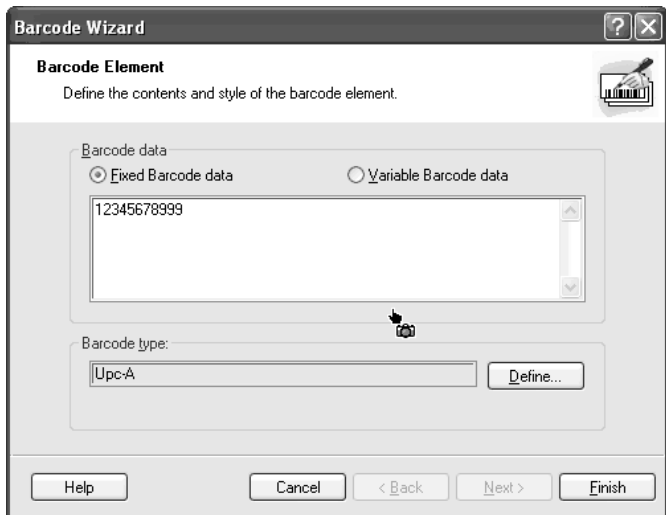 Barcode Wizard
Barcode Element
Define the contents and style of the barcode element.
Barcode data
Fixed Barcode data Variable Barcode data
12345678999
Barcode type:
Upc-A Define...
Help Cancel < Back Next > Finish